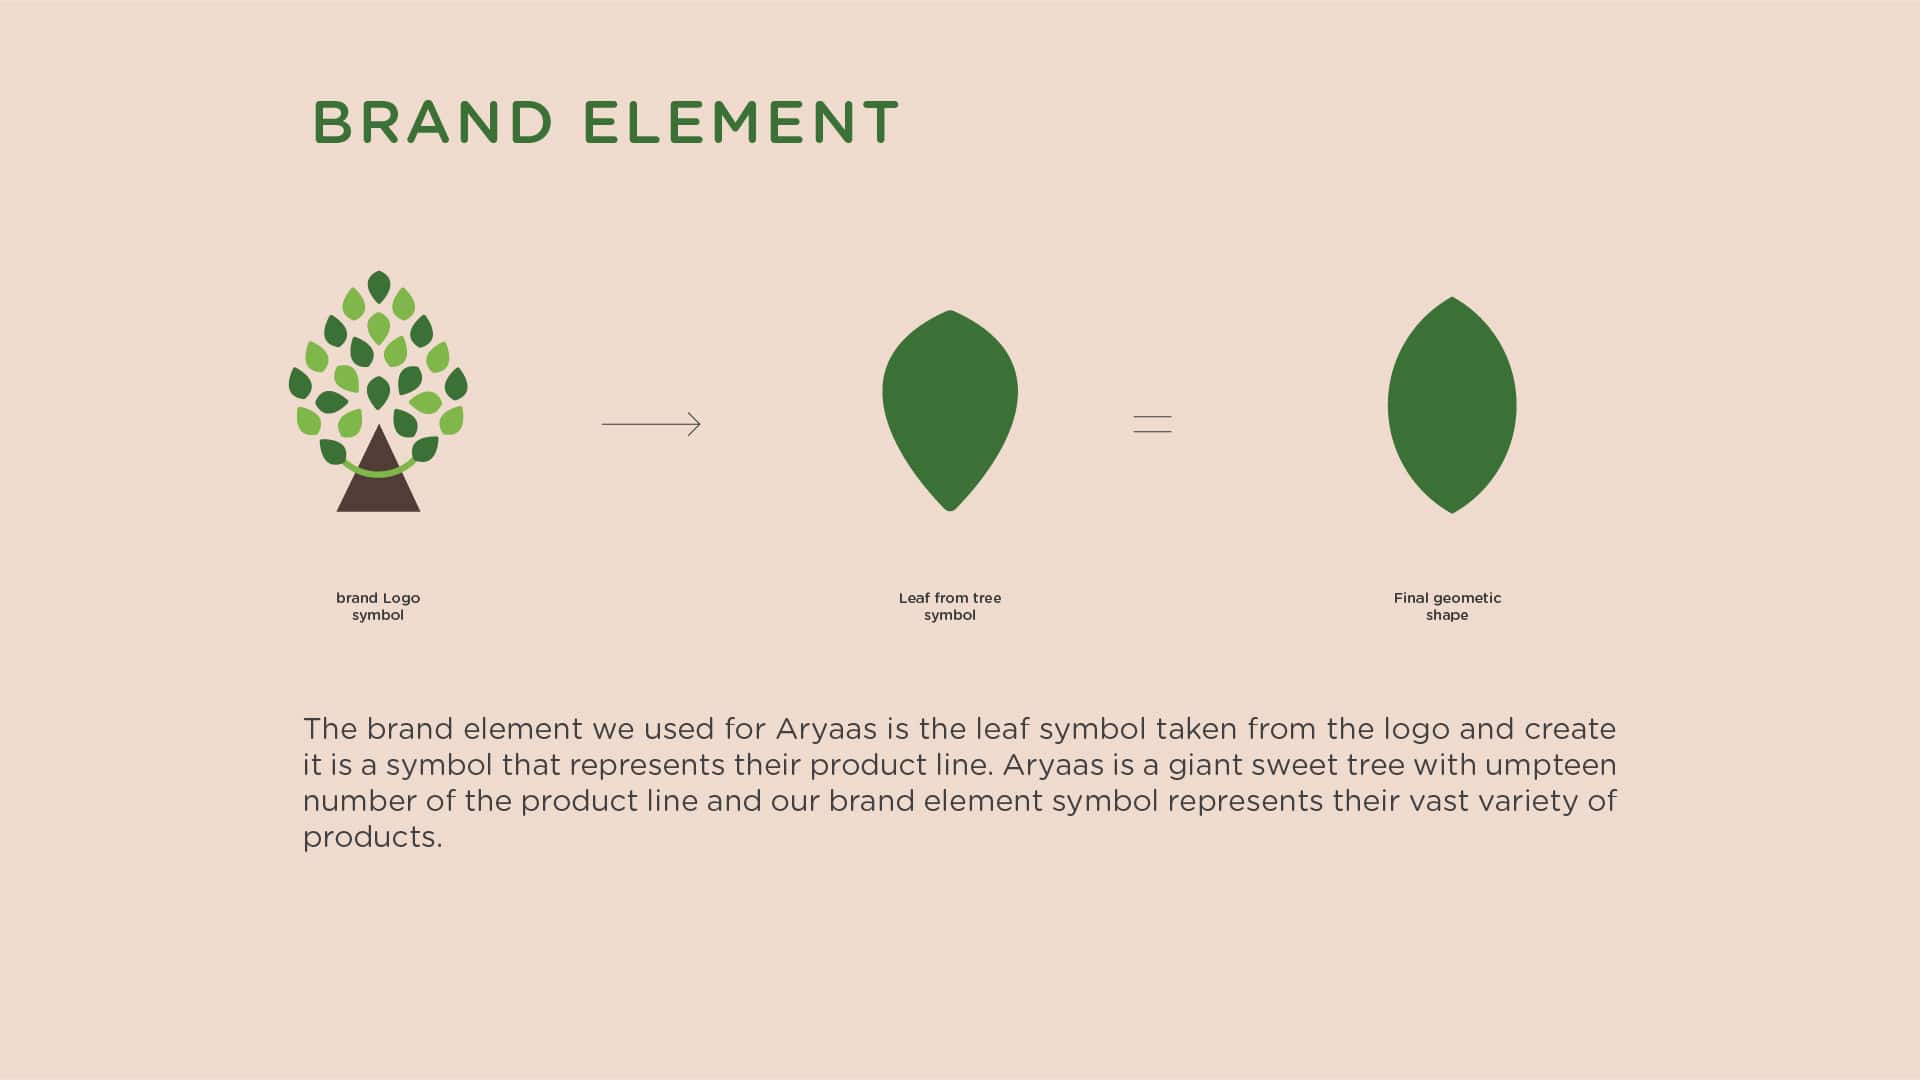 BRAND ELEMENT
brand Logo
symbol
Leaf from tree
symbol
Final geometic
shape
The brand element we used for Aryaas is the leaf symbol taken from the logo and create
it is a symbol that represents their product line. Aryaas is a giant sweet tree with umpteen
number of the product line and our brand element symbol represents their vast variety of
products.